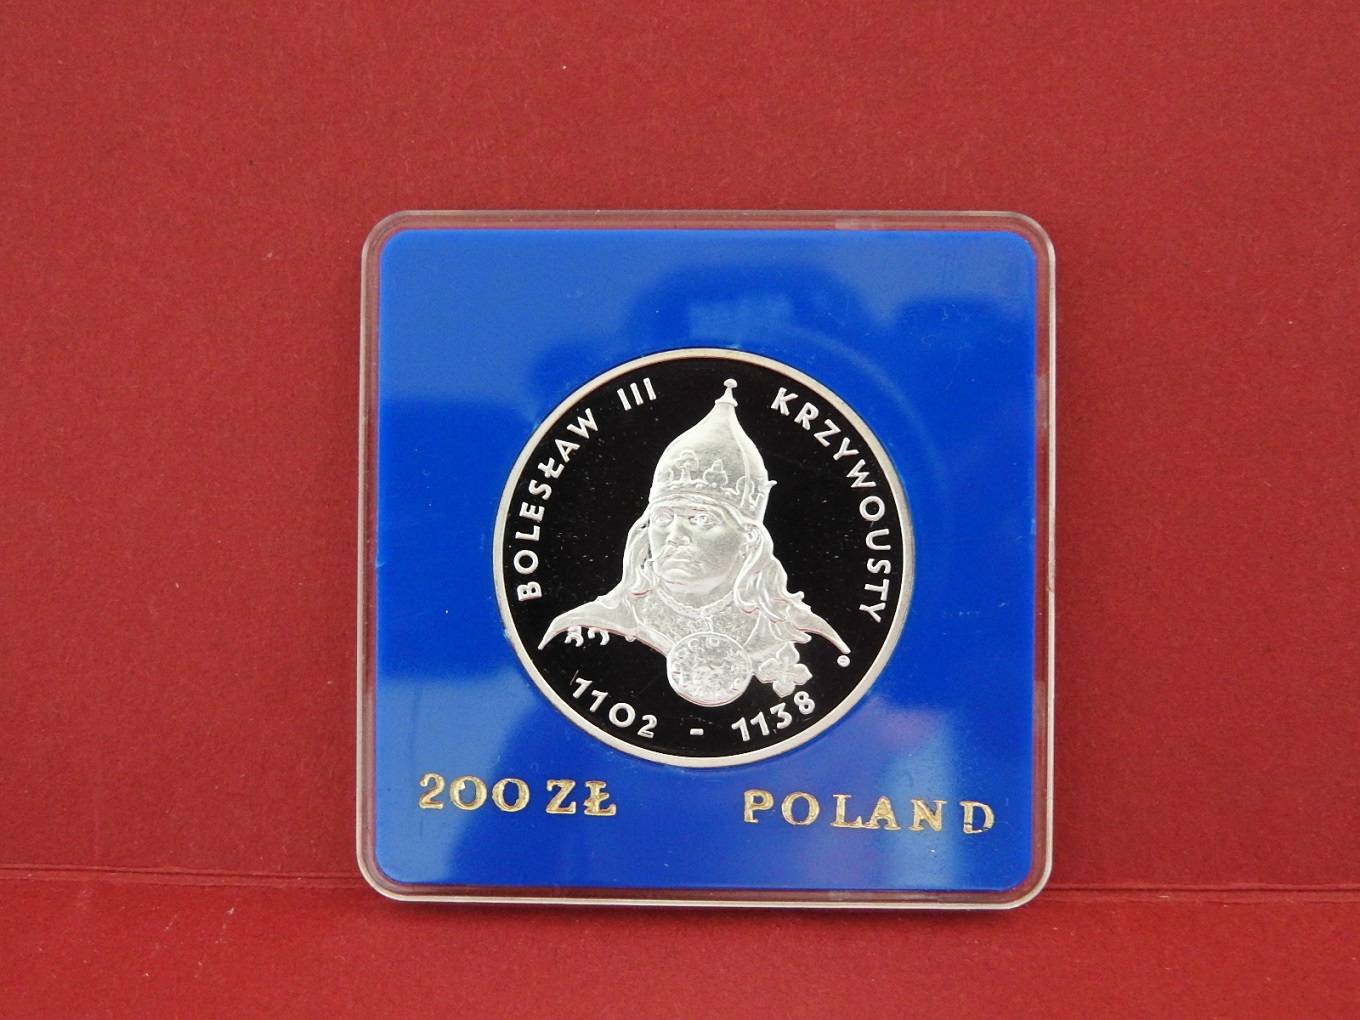 BOLESŁAW III KRZYWOUSTY
1102 - 1138
200 ZŁ POLAND